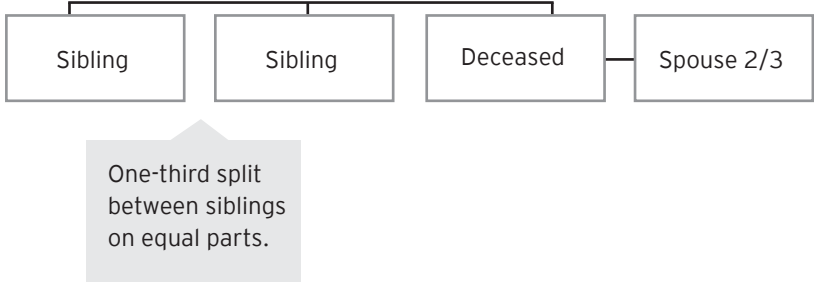 Sibling
Sibling
Deceased
Spouse 2/3
One-third split
between siblings
on equal parts.